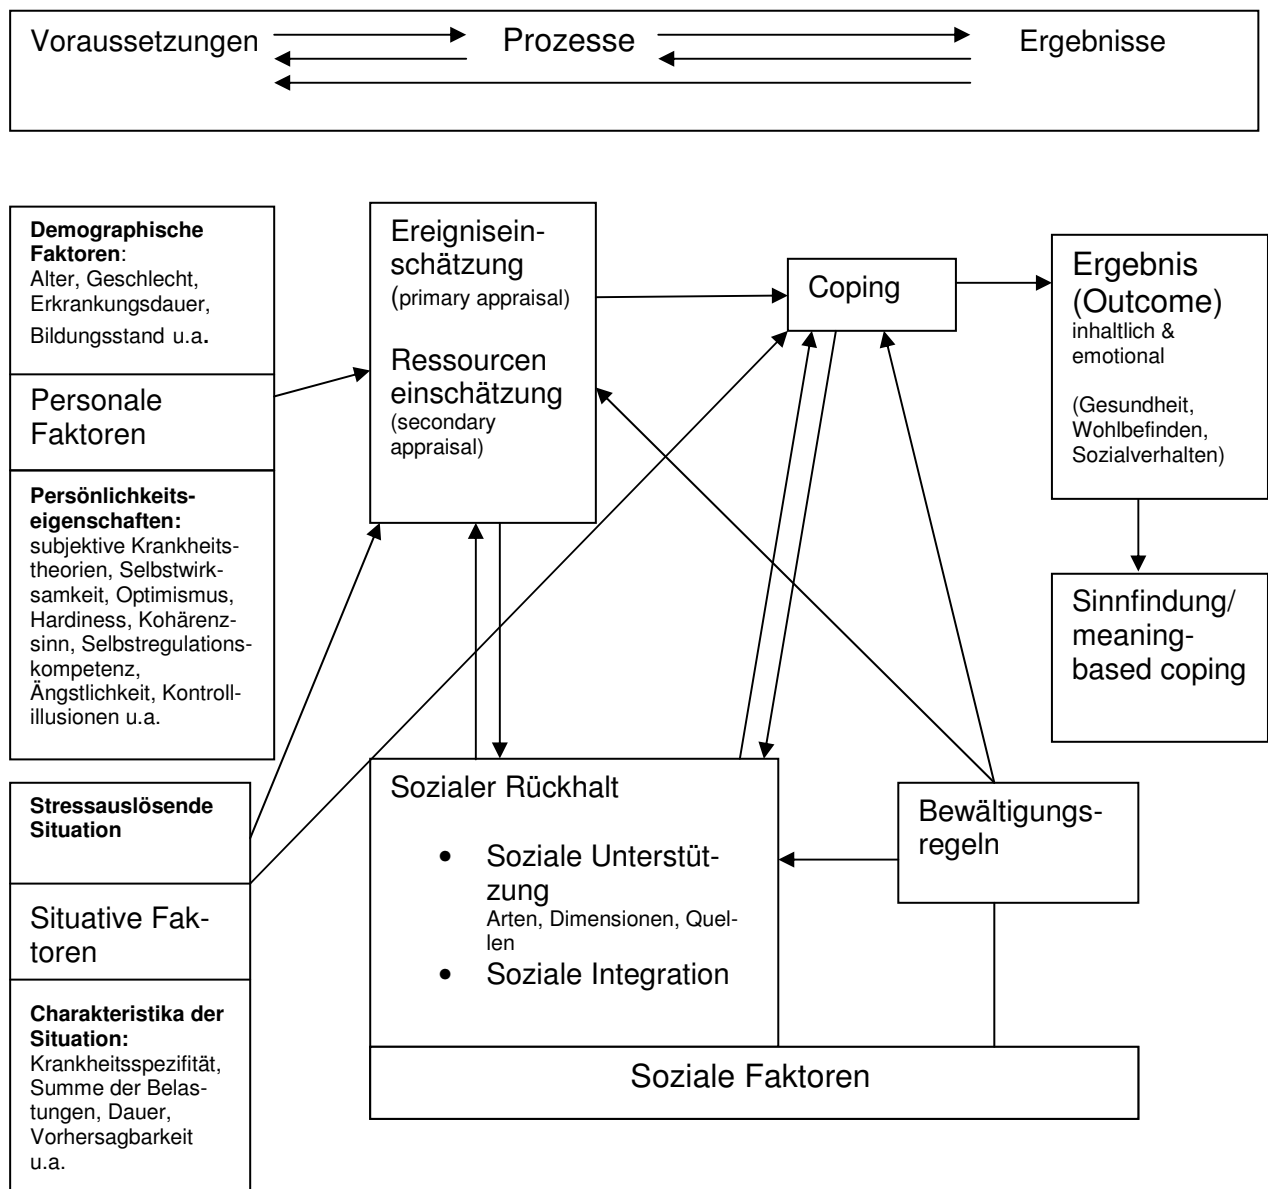 Voraussetzungen
Prozesse
Ergebnisse
Demographische
Faktoren:
Alter, Geschlecht,
Erkrankungsdauer,
Bildungsstand u.a.
Personale
Faktoren
Persönlichkeits-
eigenschaften:
subjektive Krankheits-
theorien, Selbstwirk-
samkeit, Optimismus,
Hardiness, Kohärenz-
sinn, Selbstregulations-
kompetenz,
Ängstlichkeit, Kontroll-
illusionen u.a.
Stressauslösende
Situation
Situative Fak-
toren
Charakteristika der
Situation:
Krankheitsspezifität,
Summe der Belas-
tungen, Dauer,
Vorhersagbarkeit
u.a.
Ereignisein-
schätzung
(primary appraisal)
Ressourcen
einschätzung
(secondary
appraisal)
Coping
Ergebnis
(Outcome)
inhaltlich &
emotional
(Gesundheit,
Wohlbefinden,
Sozialverhalten)
Sinnfindung/
meaning-
based coping
Sozialer Rückhalt
• Soziale Unterstüt-
zung
Arten, Dimensionen, Quel-
len
• Soziale Integration
Bewältigungs-
regeln
Soziale Faktoren